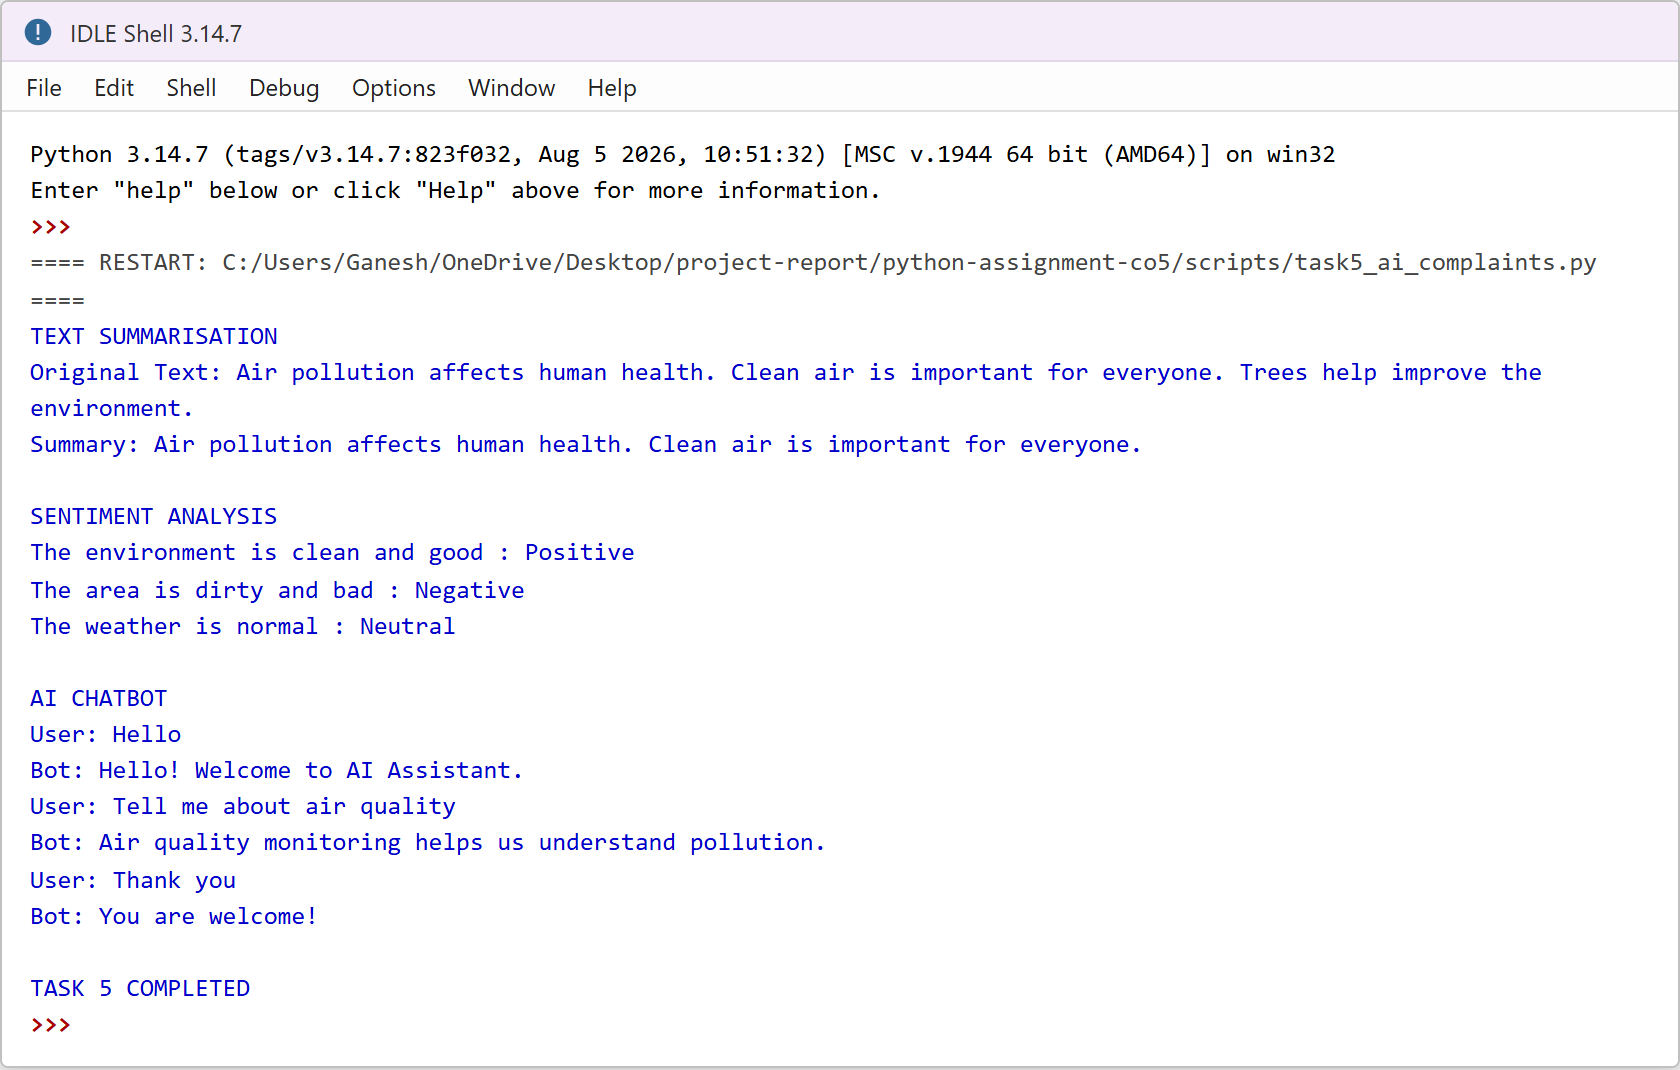 IDLE Shell 3.14.7
File Edit Shell Debug Options Window Help
Python 3.14.7 (tags/v3.14.7:823f032, Aug 5 2026, 10:51:32) [MSC v.1944 64 bit (AMD64)] on win32
Enter "help" below or click "Help" above for more information.
>>>
==== RESTART: C:/Users/Ganesh/OneDrive/Desktop/project-report/python-assignment-co5/scripts/task5_ai_complaints.py
====
TEXT SUMMARISATION
Original Text: Air pollution affects human health. Clean air is important for everyone. Trees help improve the
environment.
Summary: Air pollution affects human health. Clean air is important for everyone.
SENTIMENT ANALYSIS
The environment is clean and good : Positive
The area is dirty and bad : Negative
The weather is normal : Neutral
AI CHATBOT
User: Hello
Bot: Hello! Welcome to AI Assistant.
User: Tell me about air quality
Bot: Air quality monitoring helps us understand pollution.
User: Thank you
Bot: You are welcome!
TASK 5 COMPLETED
>>>